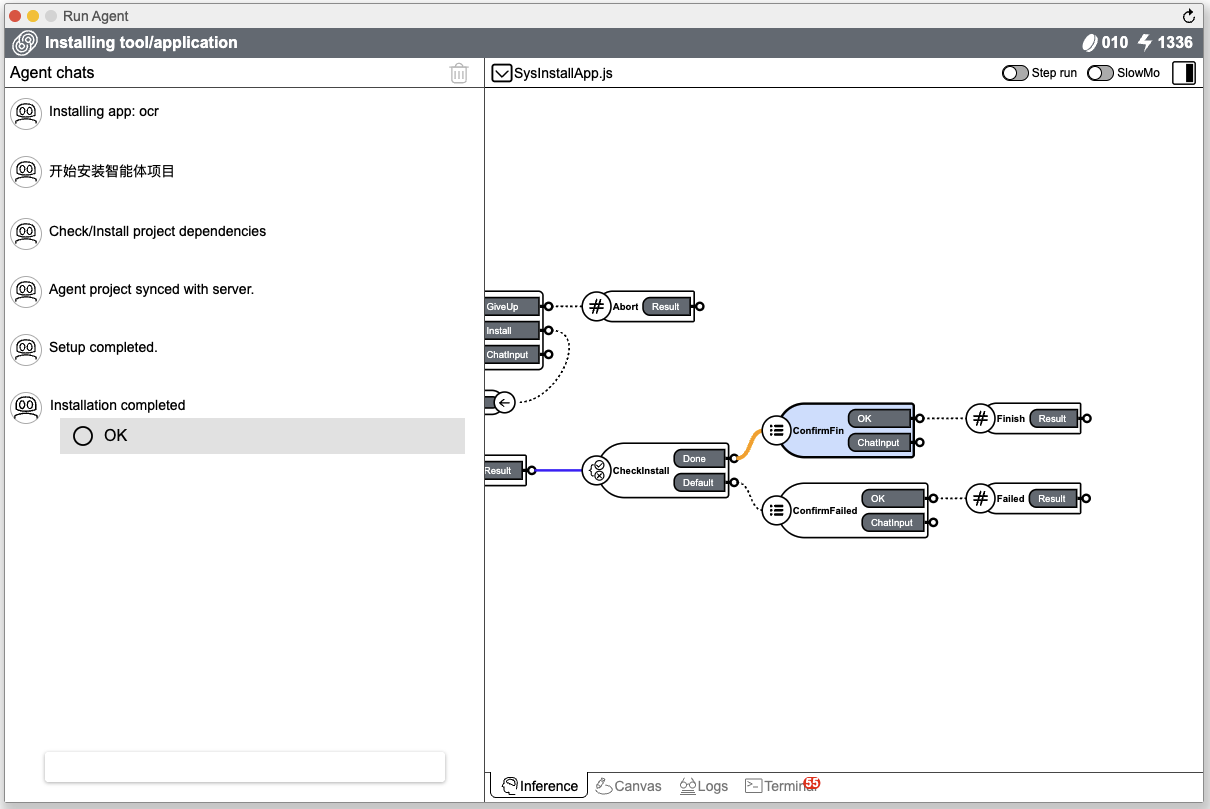 Run Agent
Installing tool/application
010 1336
Agent chats
SysInstallApp.js
Step run
SlowMo
Installing app: ocr
开始安装智能体项目
Check/Install project dependencies
Agent project synced with server.
Setup completed.
Installation completed
OK
GiveUp
Install
ChatInput
Abort
Result
Result
CheckInstall
Done
Default
ConfirmFin
OK
ChatInput
Finish
Result
ConfirmFailed
OK
ChatInput
Failed
Result
Inference
Canvas
Logs
Terminal
55